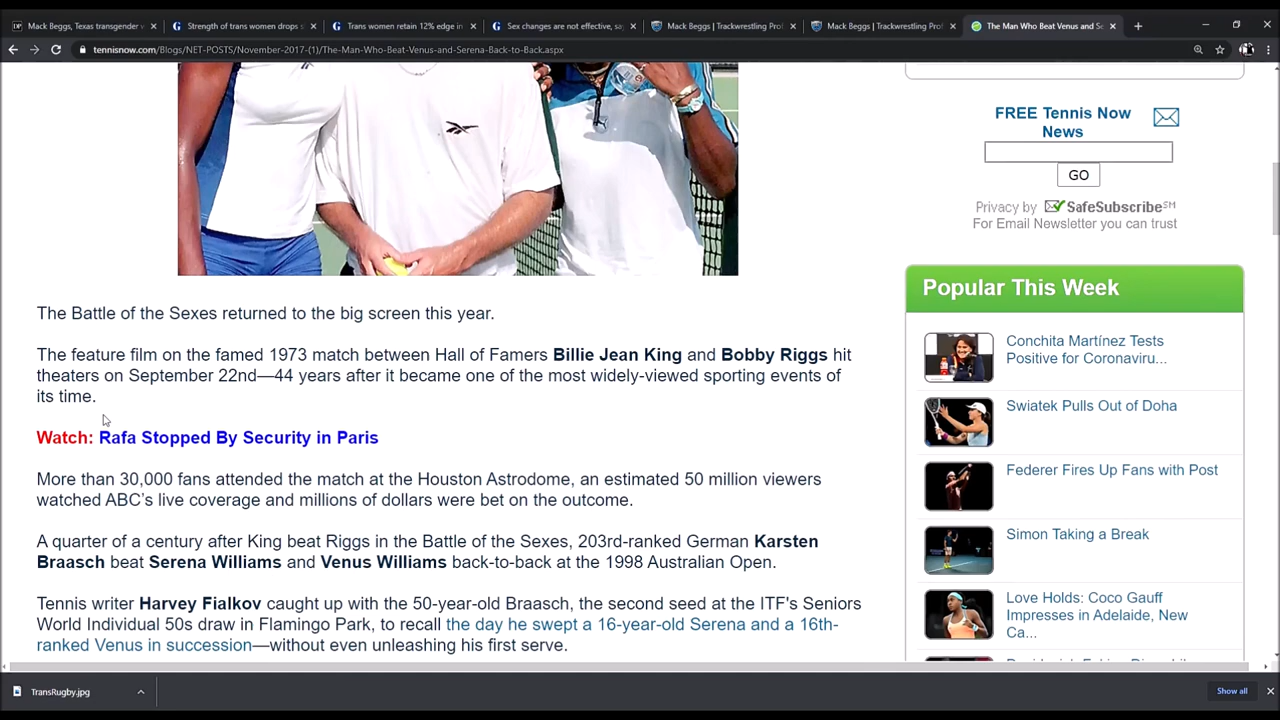 Mack Beggs, Texas transgender w
Strength of trans women drops s
Trans women retain 12% edge in
Sex changes are not effective, say
Mack Beggs | Trackwrestling Prof
Mack Beggs | Trackwrestling Prof
The Man Who Beat Venus and Se
tennisnow.com/Blogs/NET-POSTS/November-2017-(1)/The-Man-Who-Beat-Venus-and-Serena-Back-to-Back.aspx
The Battle of the Sexes returned to the big screen this year.
The feature film on the famed 1973 match between Hall of Famers Billie Jean King and Bobby Riggs hit
theaters on September 22nd—44 years after it became one of the most widely-viewed sporting events of
its time.
Watch: Rafa Stopped By Security in Paris
More than 30,000 fans attended the match at the Houston Astrodome, an estimated 50 million viewers
watched ABC's live coverage and millions of dollars were bet on the outcome.
A quarter of a century after King beat Riggs in the Battle of the Sexes, 203rd-ranked German Karsten
Braasch beat Serena Williams and Venus Williams back-to-back at the 1998 Australian Open.
Tennis writer Harvey Fialkov caught up with the 50-year-old Braasch, the second seed at the ITF's Seniors
World Individual 50s draw in Flamingo Park, to recall the day he swept a 16-year-old Serena and a 16th-
ranked Venus in succession—without even unleashing his first serve.
FREE Tennis Now
News
GO
Privacy by SafeSubscribe℠
For Email Newsletter you can trust
Popular This Week
Conchita Martínez Tests
Positive for Coronaviru...
Swiatek Pulls Out of Doha
Federer Fires Up Fans with Post
Simon Taking a Break
Love Holds: Coco Gauff
Impresses in Adelaide, New
Ca...
TransRugby.jpg
Show all